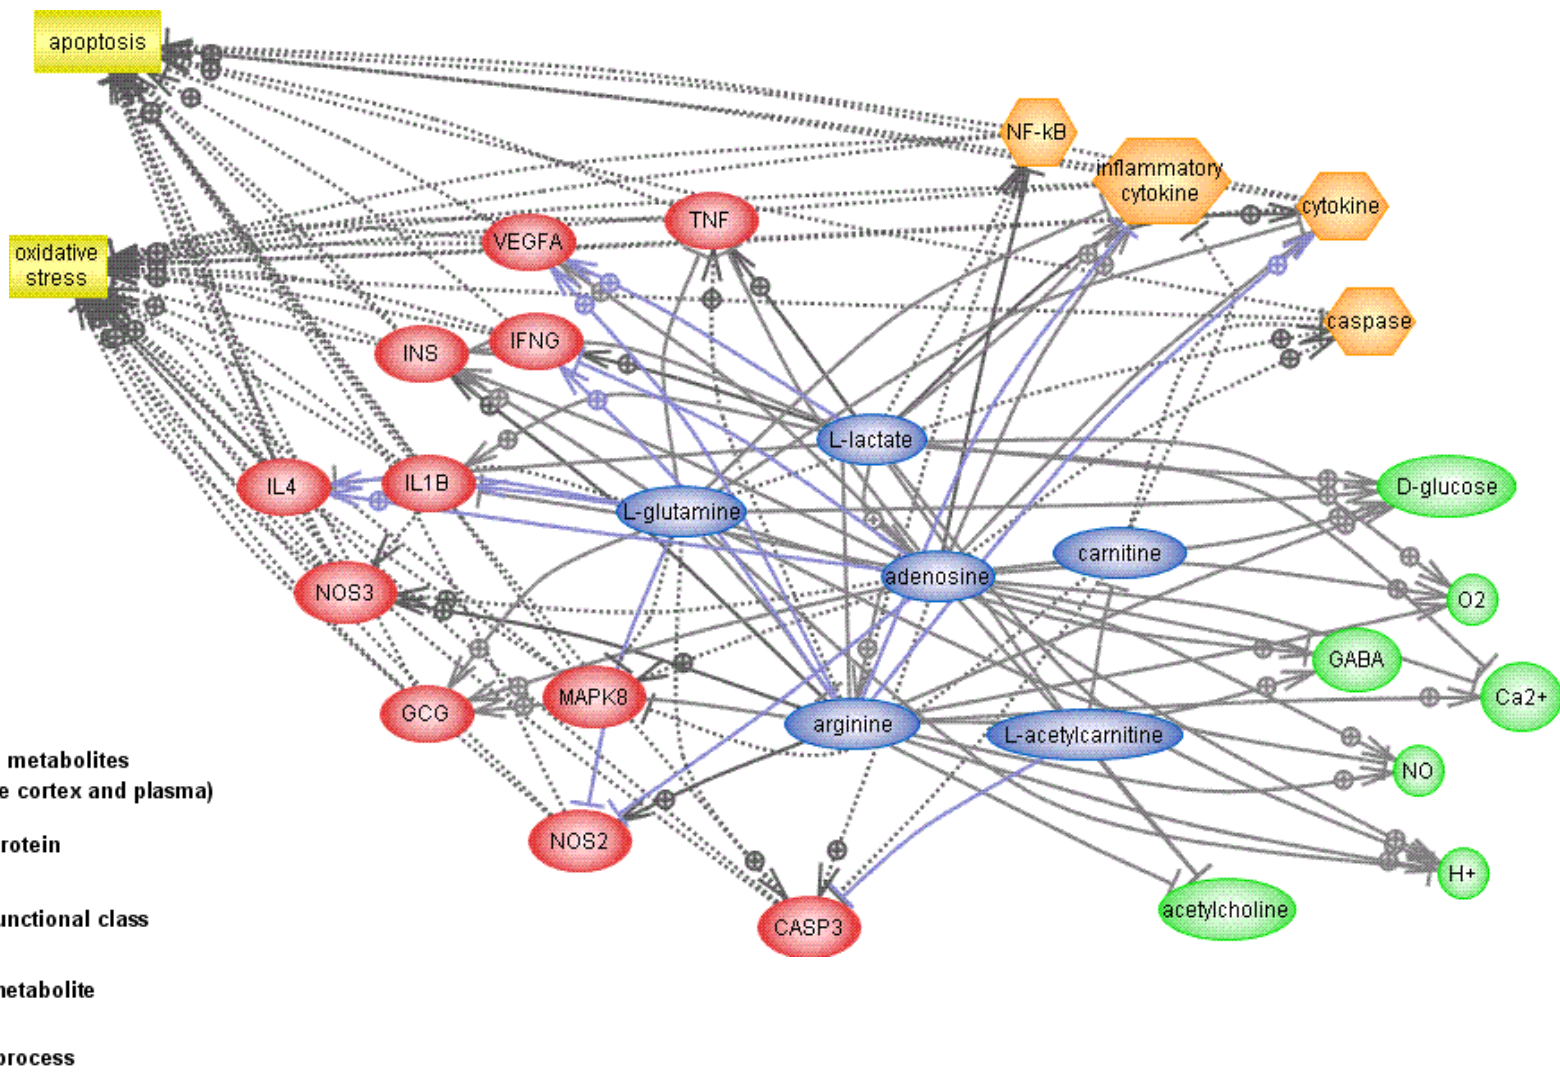 apoptosis
NF-kB
inflammatory
cytokine
cytokine
TNF
VEGFA
oxidative
stress
caspase
INS
IFNG
L-lactate
IL4
IL1B
D-glucose
L-glutamine
carnitine
adenosine
NOS3
O2
GABA
MAPK8
Ca2+
GCG
arginine
L-acetylcarnitine
metabolites
NO
e cortex and plasma)
rotein
NOS2
H+
acetylcholine
unctional class
CASP3
netabolite
process